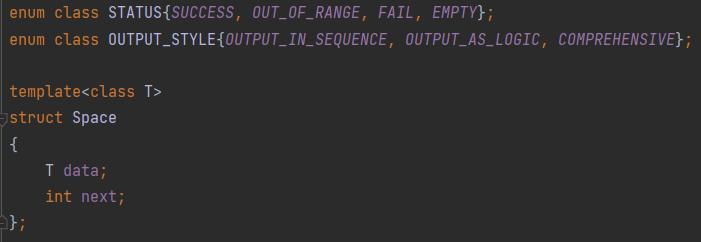 enum class STATUS{SUCCESS, OUT_OF_RANGE, FAIL, EMPTY};
enum class OUTPUT_STYLE{OUTPUT_IN_SEQUENCE, OUTPUT_AS_LOGIC, COMPREHENSIVE};
template<class T>
struct Space
{
    T data;
    int next;
};